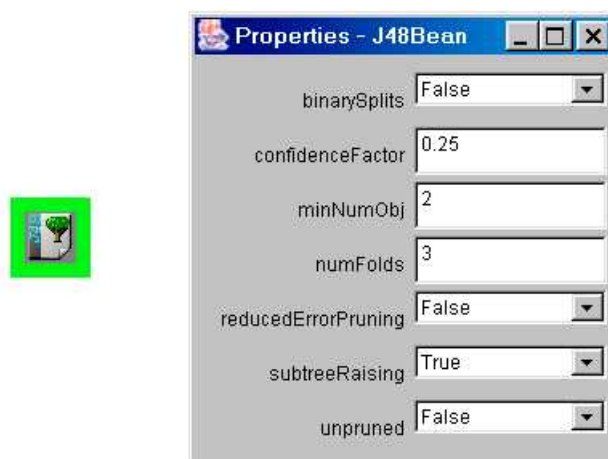 Properties - J48Bean
binarySplits False
confidenceFactor 0.25
minNumObj 2
numFolds 3
reducedErrorPruning False
subtreeRaising True
unpruned False